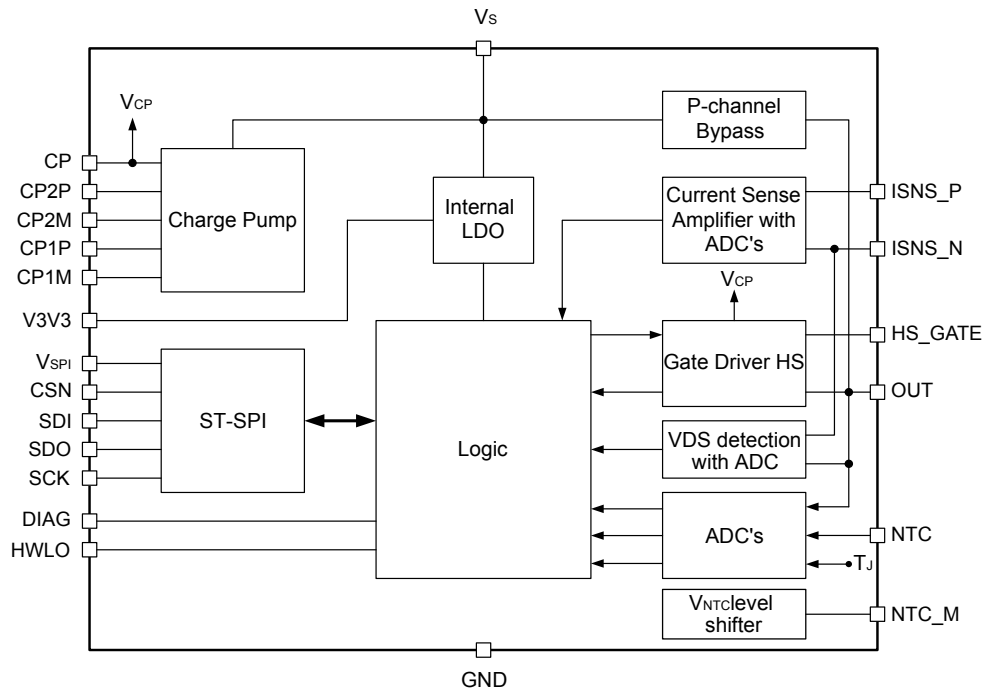 VS
VCP
P-channel
Bypass
CP
CP2P
CP2M
CP1P
CP1M
Charge Pump
Internal
LDO
Current Sense
Amplifier with
ADC's
ISNS_P
ISNS_N
VCP
V3V3
HS_GATE
Gate Driver HS
OUT
VSPI
CSN
SDI
SDO
SCK
ST-SPI
Logic
VDS detection
with ADC
DIAG
HWLO
ADC's
NTC
TJ
VNTClevel
shifter
NTC_M
GND